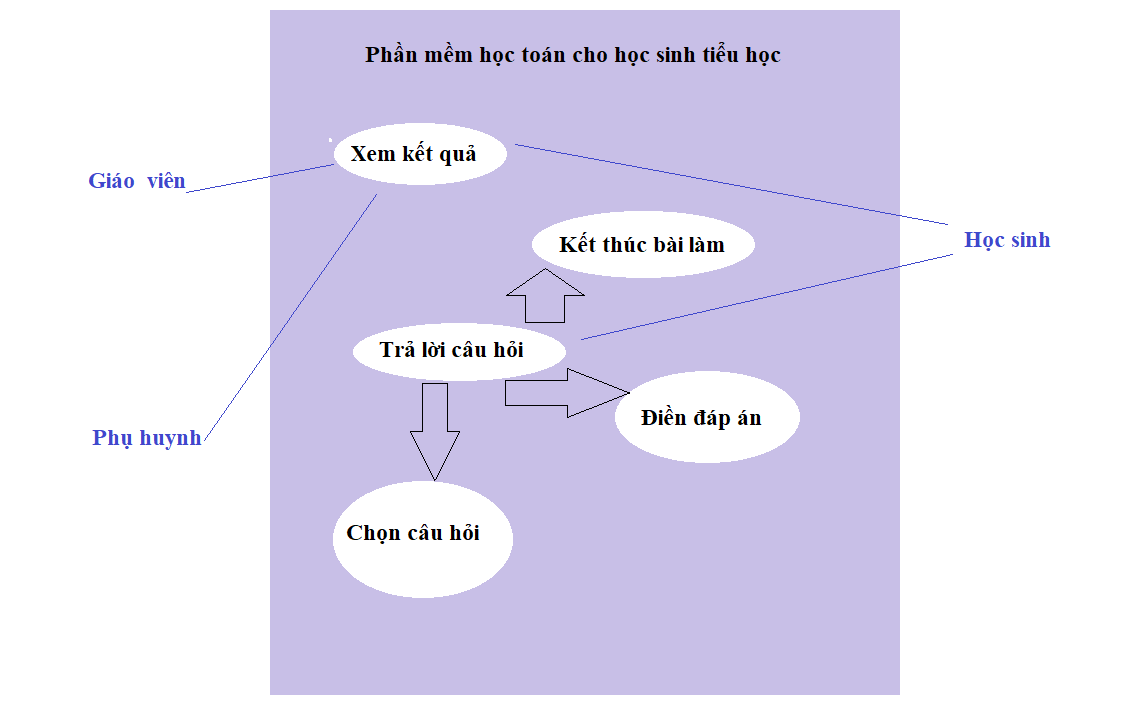 Phần mềm học toán cho học sinh tiểu học
Xem kết quả
Giáo viên
Học sinh
Kết thúc bài làm
Trả lời câu hỏi
Điền đáp án
Phụ huynh
Chọn câu hỏi